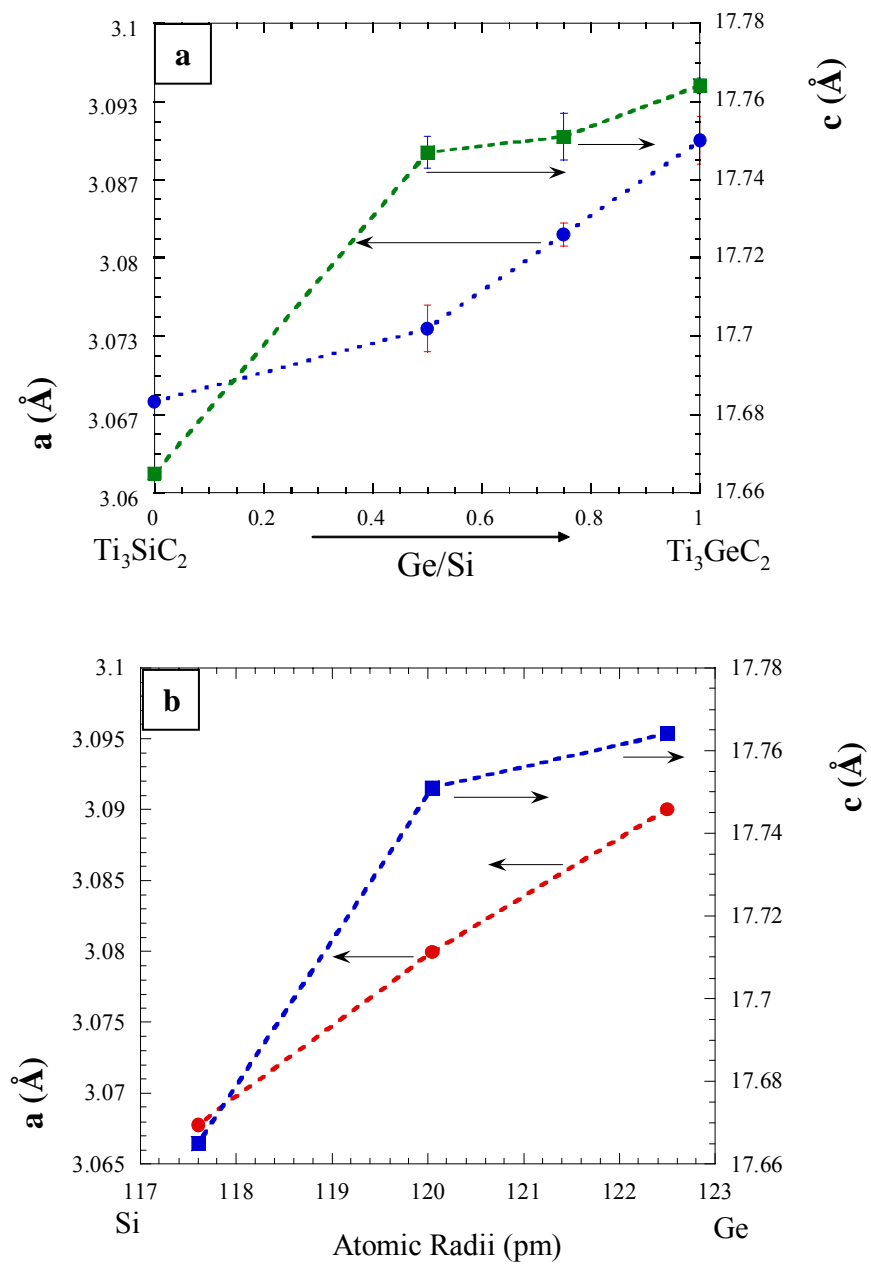 a
3.1
3.093
3.087
3.08
3.073
3.067
3.06
a (Å)
17.78
17.76
17.74
17.72
17.7
17.68
17.66
c (Å)
0 0.2 0.4 0.6 0.8 1
Ti₃SiC₂ Ti₃GeC₂
Ge/Si
b
3.1
3.095
3.09
3.085
3.08
3.075
3.07
3.065
a (Å)
17.78
17.76
17.74
17.72
17.7
17.68
17.66
c (Å)
117 118 119 120 121 122 123
Si Ge
Atomic Radii (pm)